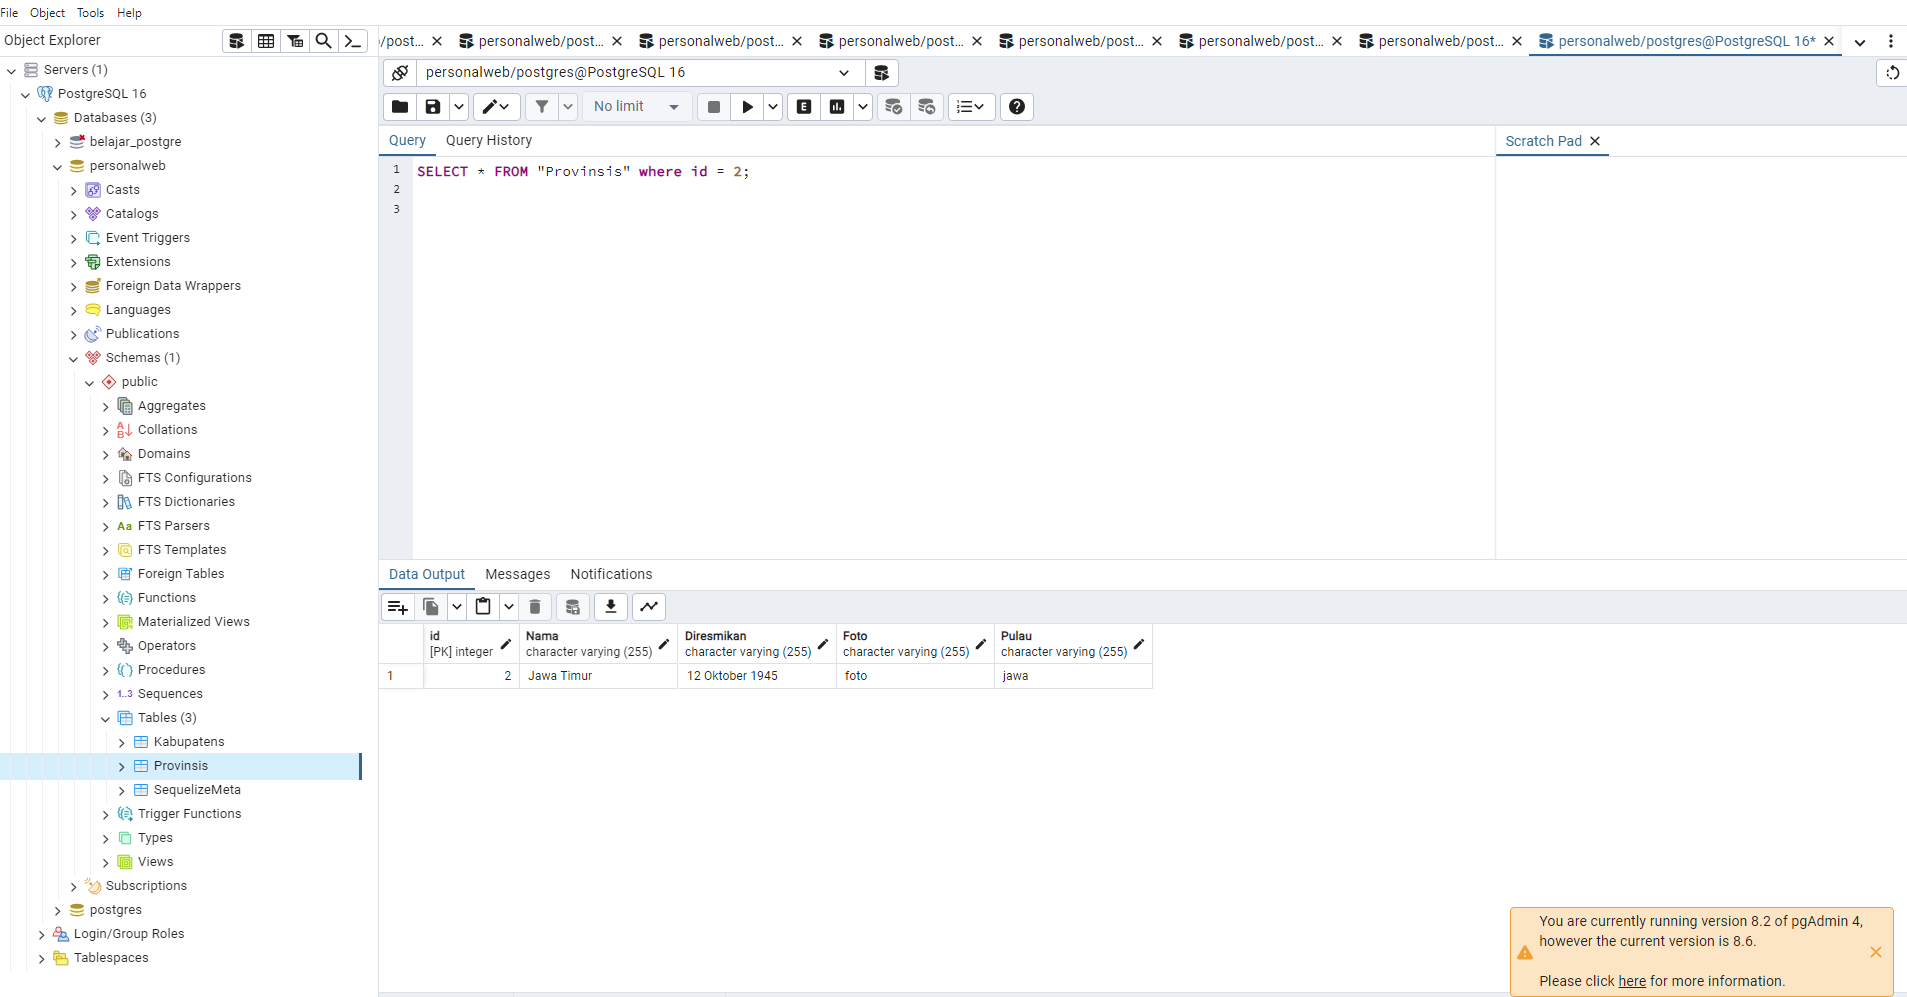 File Object Tools Help
Object Explorer
/post... personalweb/post... personalweb/post... personalweb/post... personalweb/post... personalweb/post... personalweb/post... personalweb/postgres@PostgreSQL 16*
personalweb/postgres@PostgreSQL 16
No limit
E
Query Query History
Scratch Pad
1 SELECT * FROM "Provinsis" where id = 2;
2
3
Servers (1)
PostgreSQL 16
Databases (3)
belajar_postgre
personalweb
Casts
Catalogs
Event Triggers
Extensions
Foreign Data Wrappers
Languages
Publications
Schemas (1)
public
Aggregates
Collations
Domains
FTS Configurations
FTS Dictionaries
Aa FTS Parsers
FTS Templates
Foreign Tables
Functions
Materialized Views
Operators
Procedures
1..3 Sequences
Tables (3)
Kabupatens
Provinsis
SequelizeMeta
Trigger Functions
Types
Views
Subscriptions
postgres
Login/Group Roles
Tablespaces
Data Output Messages Notifications
id Nama Diresmikan Foto Pulau
[PK] integer character varying (255) character varying (255) character varying (255) character varying (255)
1 2 Jawa Timur 12 Oktober 1945 foto jawa
You are currently running version 8.2 of pgAdmin 4,
however the current version is 8.6.
Please click here for more information.